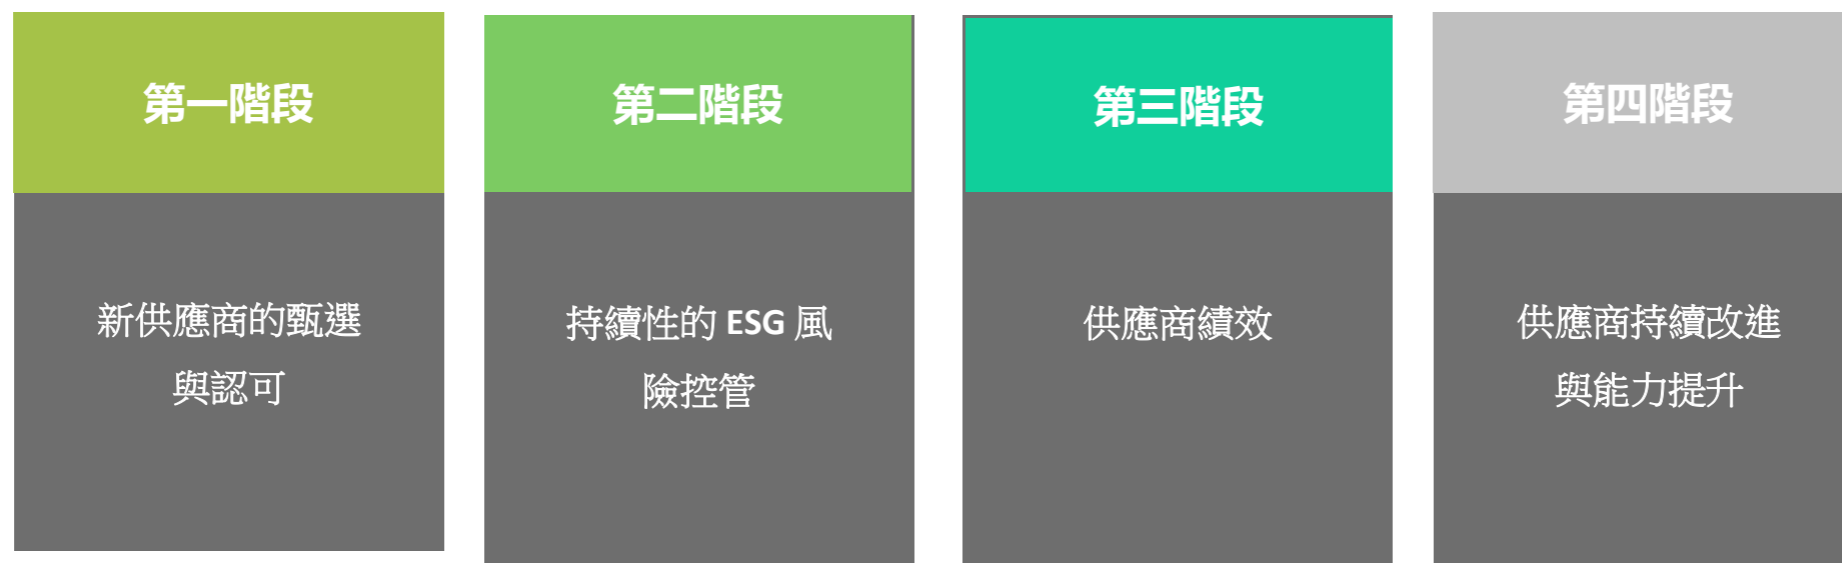 第一階段
新供應商的甄選
與認可
第二階段
持續性的 ESG 風
險控管
第三階段
供應商績效
第四階段
供應商持續改進
與能力提升